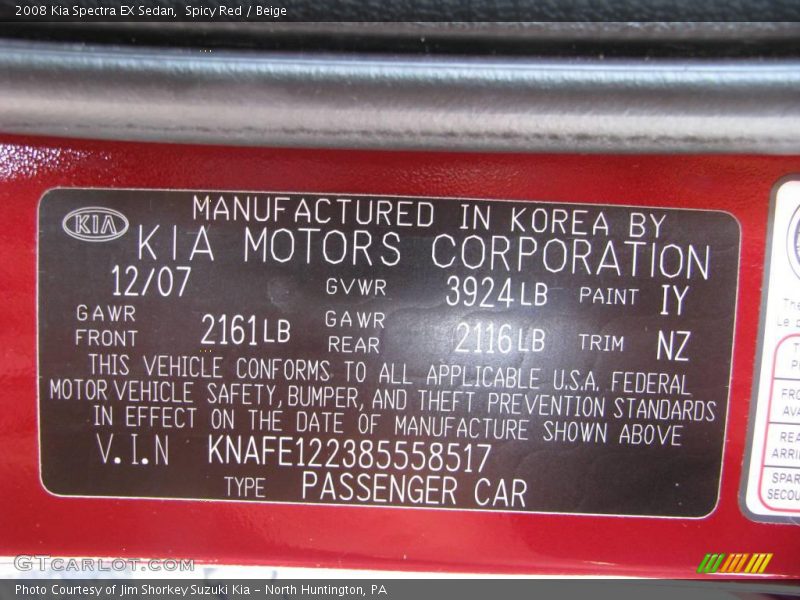 2008 Kia Spectra EX Sedan,  Spicy Red / Beige
MANUFACTURED IN KOREA BY
KIA KIA MOTORS CORPORATION
12/07 GVWR 3924LB PAINT IY
GAWR FRONT 2161LB GAWR REAR 2116LB TRIM NZ
THIS VEHICLE CONFORMS TO ALL APPLICABLE U.S.A. FEDERAL
MOTOR VEHICLE SAFETY, BUMPER, AND THEFT PREVENTION STANDARDS
IN EFFECT ON THE DATE OF MANUFACTURE SHOWN ABOVE
V.I.N KNAFE122385558517
TYPE PASSENGER CAR
GTCarLot.com
Photo Courtesy of Jim Shorkey Suzuki Kia – North Huntington, PA